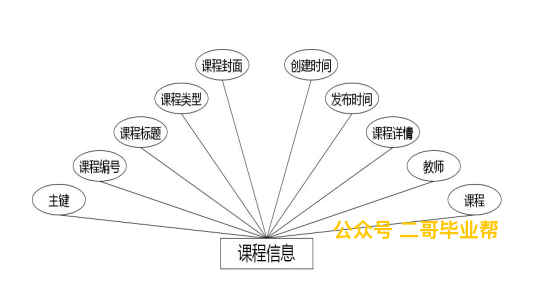 课程封面
创建时间
课程类型
发布时间
课程标题
课程详情
课程编号
教师
主键
课程
公众号 二哥毕业帮
课程信息